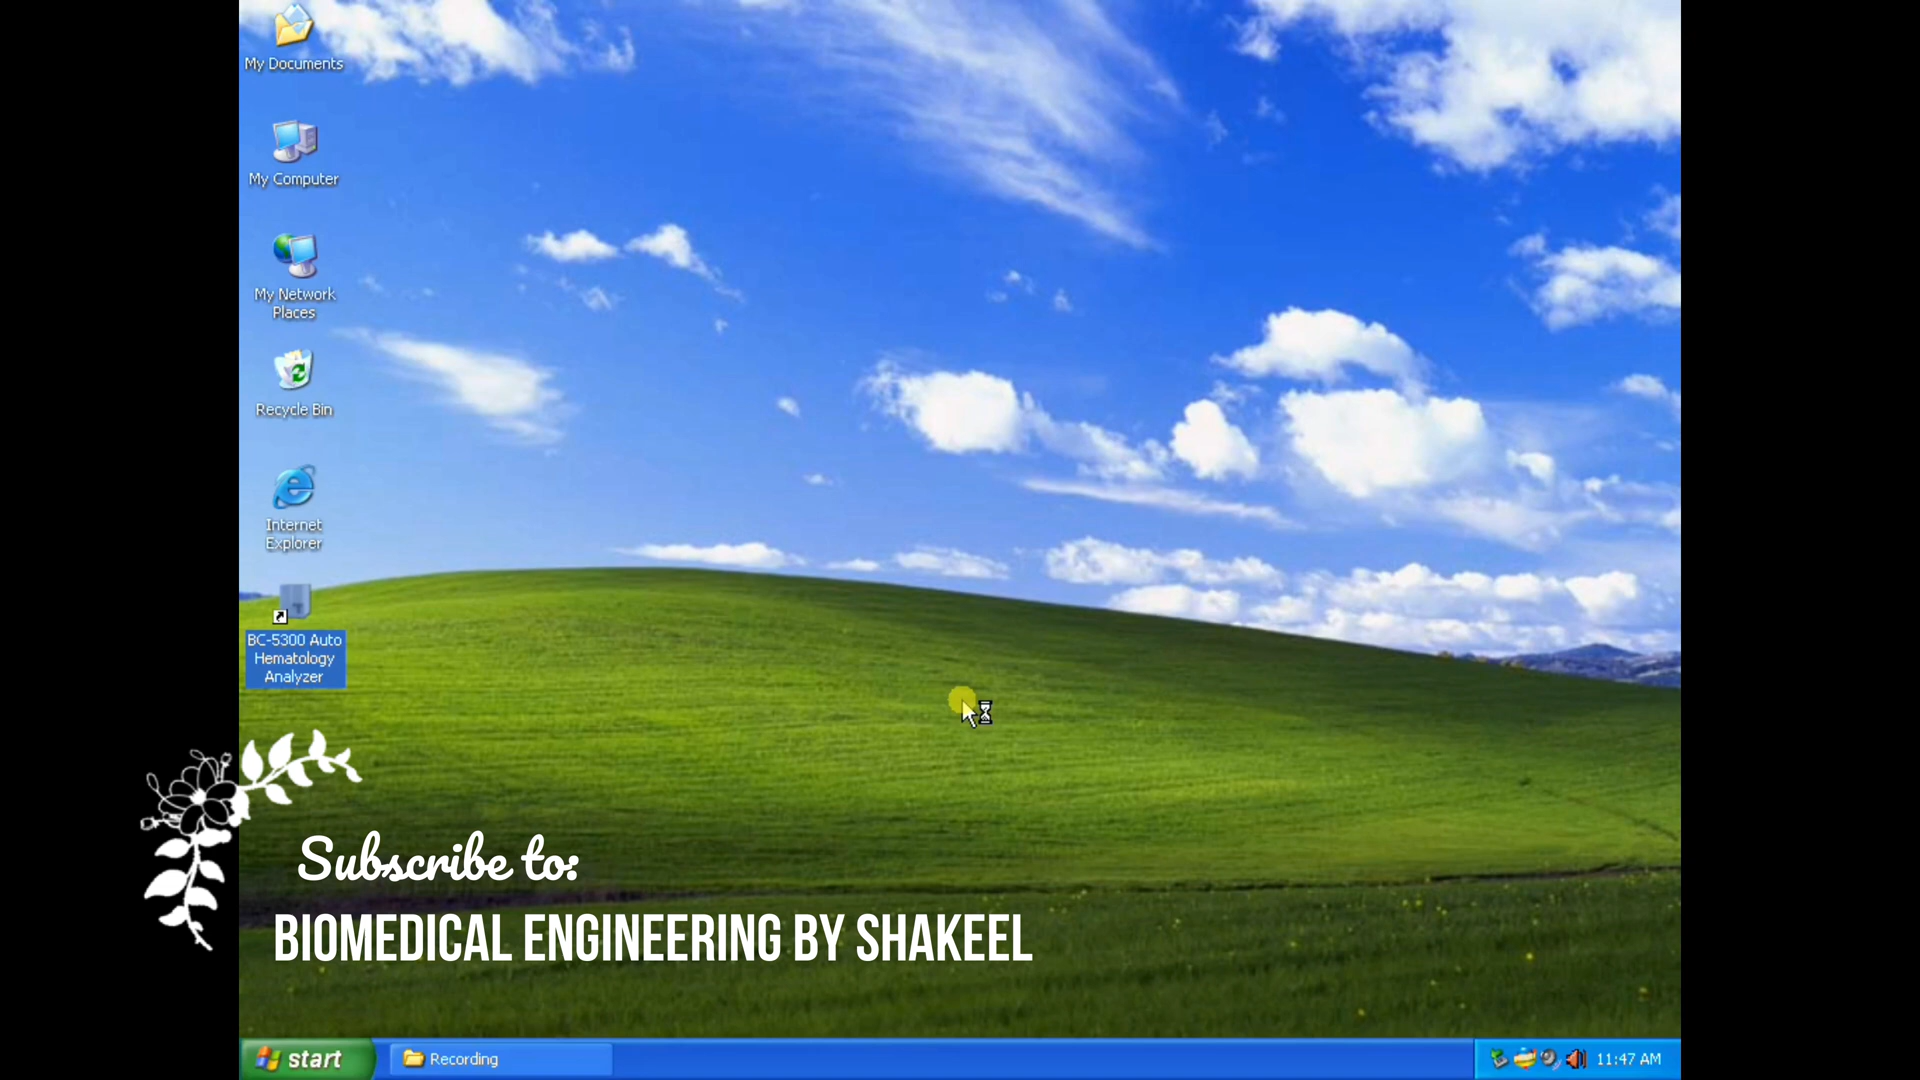 My Documents
My Computer
My Network
Places
Recycle Bin
Internet
Explorer
BC-5300 Auto
Hematology
Analyzer
Subscribe to:
BIOMEDICAL ENGINEERING BY SHAKEEL
start
Recording
11:47 AM